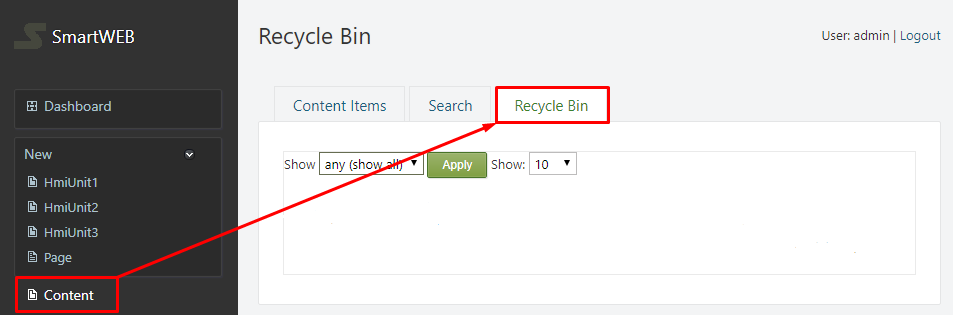 SmartWEB
Recycle Bin
User: admin | Logout
Dashboard
Content Items
Search
Recycle Bin
New
Show any (show all) Apply Show: 10
HmiUnit1
HmiUnit2
HmiUnit3
Page
Content